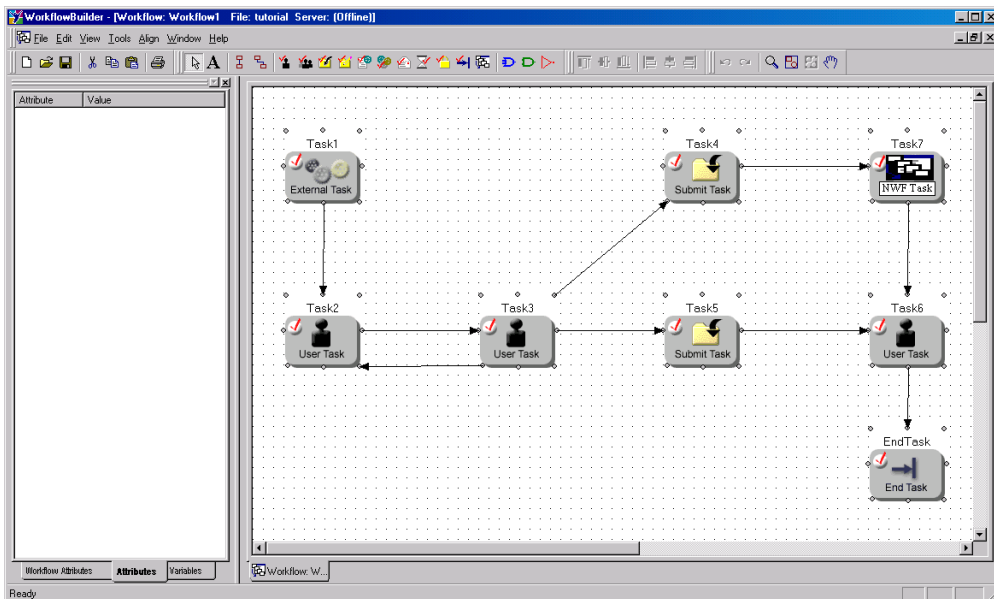 WorkflowBuilder - [Workflow: Workflow1   File: tutorial  Server: (Offline)]
File Edit View Tools Align Window Help
Attribute Value
Task1
External Task
Task4
Submit Task
Task7
NWF Task
Task2
User Task
Task3
User Task
Task5
Submit Task
Task6
User Task
EndTask
End Task
Workflow Attributes Attributes Variables
Workflow: W...
Ready